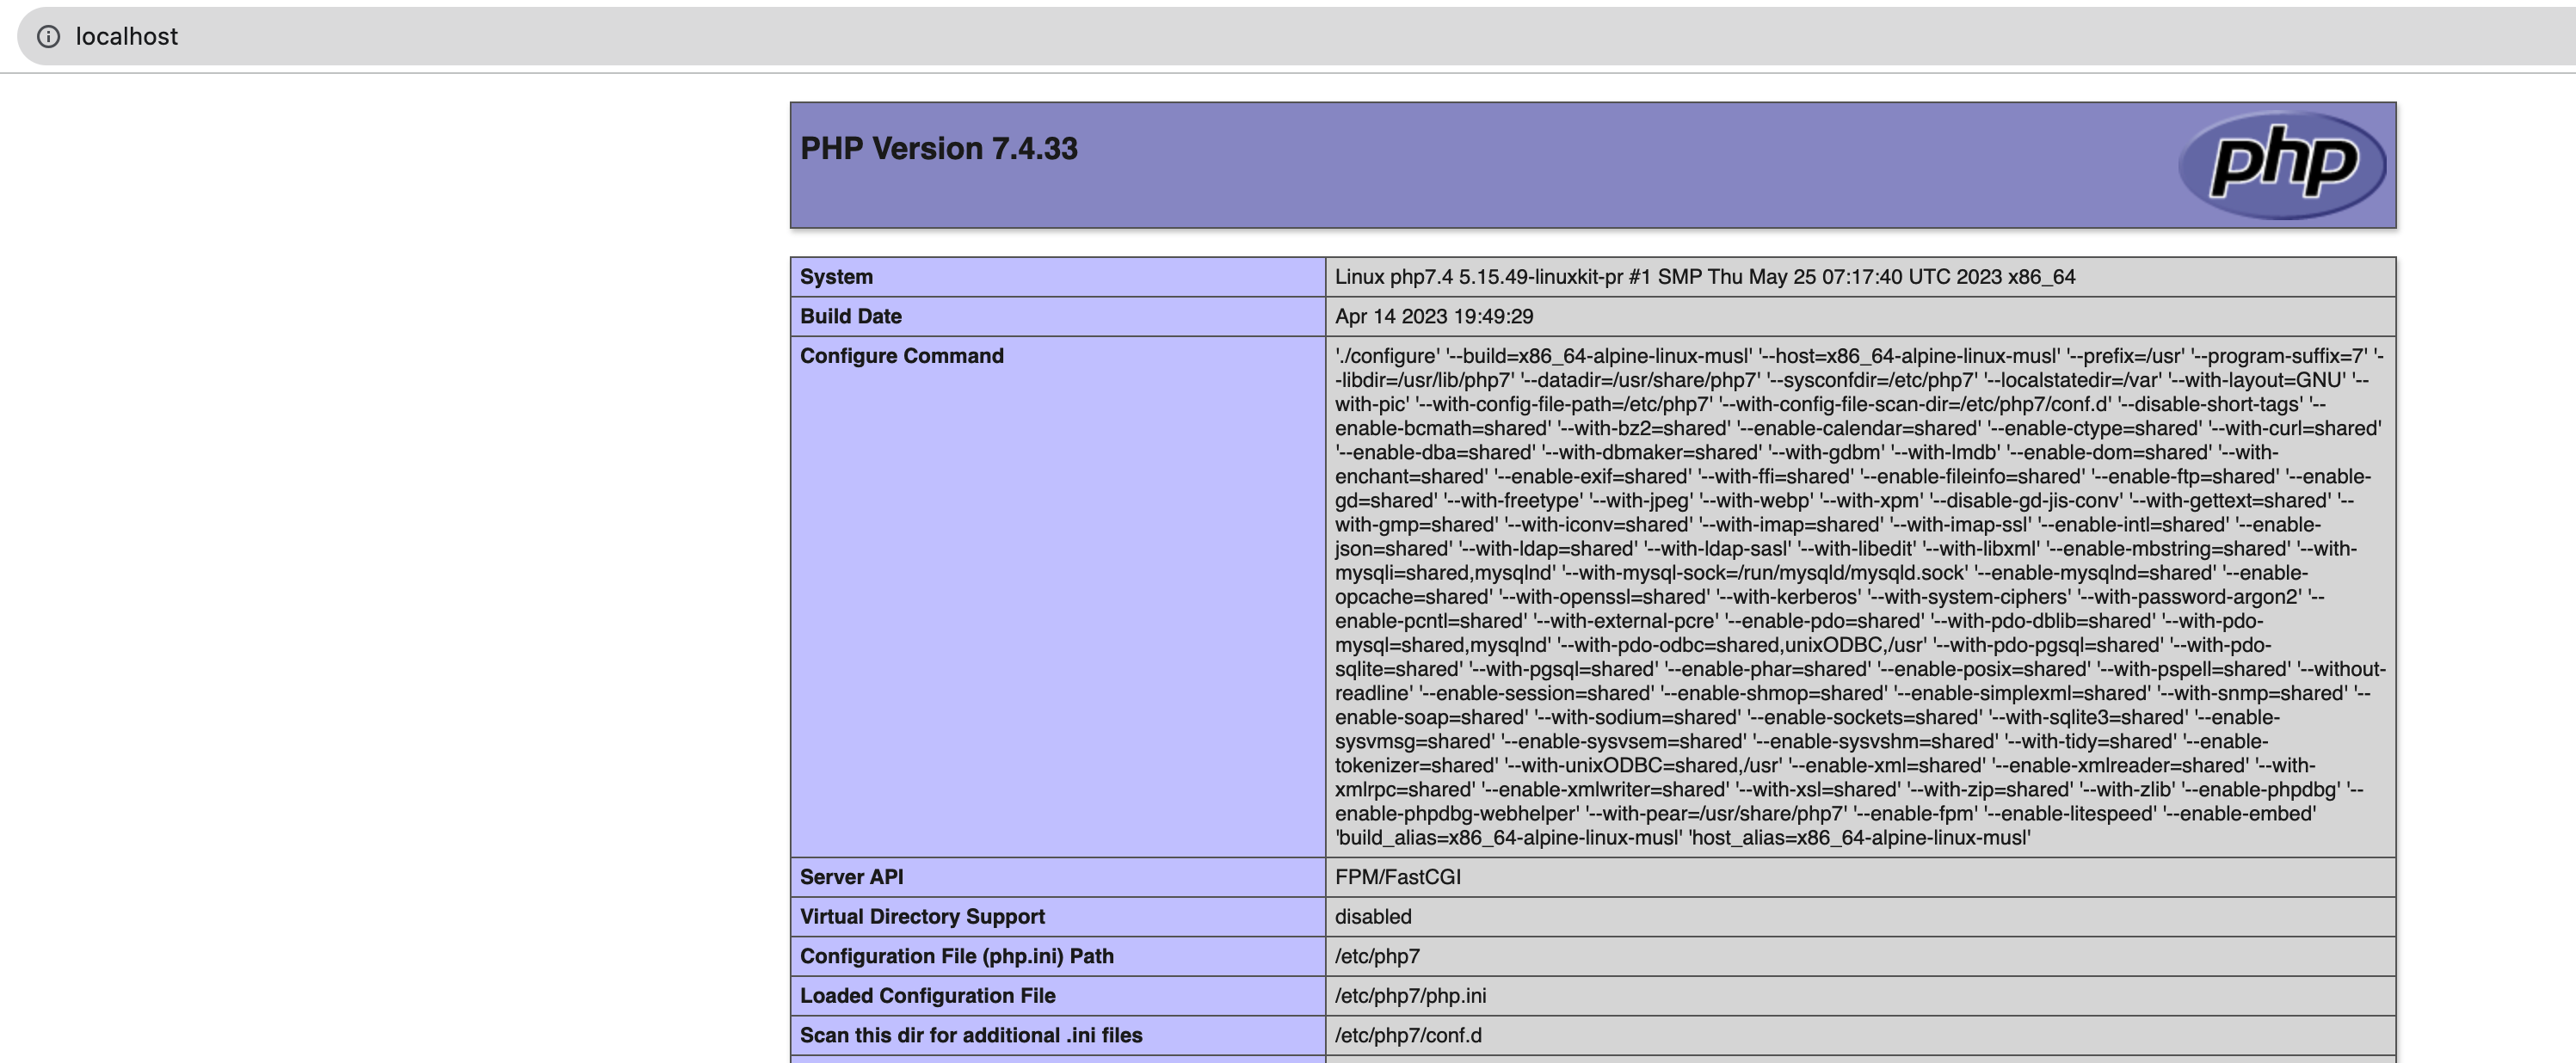 localhost
PHP Version 7.4.33
php
System
Linux php7.4 5.15.49-linuxkit-pr #1 SMP Thu May 25 07:17:40 UTC 2023 x86_64
Build Date
Apr 14 2023 19:49:29
Configure Command
'./configure' '--build=x86_64-alpine-linux-musl' '--host=x86_64-alpine-linux-musl' '--prefix=/usr' '--program-suffix=7' '-
-libdir=/usr/lib/php7' '--datadir=/usr/share/php7' '--sysconfdir=/etc/php7' '--localstatedir=/var' '--with-layout=GNU' '--
with-pic' '--with-config-file-path=/etc/php7' '--with-config-file-scan-dir=/etc/php7/conf.d' '--disable-short-tags' '--
enable-bcmath=shared' '--with-bz2=shared' '--enable-calendar=shared' '--enable-ctype=shared' '--with-curl=shared'
'--enable-dba=shared' '--with-dbmaker=shared' '--with-gdbm' '--with-lmdb' '--enable-dom=shared' '--with-
enchant=shared' '--enable-exif=shared' '--with-ffi=shared' '--enable-fileinfo=shared' '--enable-ftp=shared' '--enable-
gd=shared' '--with-freetype' '--with-jpeg' '--with-webp' '--with-xpm' '--disable-gd-jis-conv' '--with-gettext=shared' '--
with-gmp=shared' '--with-iconv=shared' '--with-imap=shared' '--with-imap-ssl' '--enable-intl=shared' '--enable-
json=shared' '--with-ldap=shared' '--with-ldap-sasl' '--with-libedit' '--with-libxml' '--enable-mbstring=shared' '--with-
mysqli=shared,mysqlnd' '--with-mysql-sock=/run/mysqld/mysqld.sock' '--enable-mysqlnd=shared' '--enable-
opcache=shared' '--with-openssl=shared' '--with-kerberos' '--with-system-ciphers' '--with-password-argon2' '--
enable-pcntl=shared' '--with-external-pcre' '--enable-pdo=shared' '--with-pdo-dblib=shared' '--with-pdo-
mysql=shared,mysqlnd' '--with-pdo-odbc=shared,unixODBC,/usr' '--with-pdo-pgsql=shared' '--with-pdo-
sqlite=shared' '--with-pgsql=shared' '--enable-phar=shared' '--enable-posix=shared' '--with-pspell=shared' '--without-
readline' '--enable-session=shared' '--enable-shmop=shared' '--enable-simplexml=shared' '--with-snmp=shared' '--
enable-soap=shared' '--with-sodium=shared' '--enable-sockets=shared' '--with-sqlite3=shared' '--enable-
sysvmsg=shared' '--enable-sysvsem=shared' '--enable-sysvshm=shared' '--with-tidy=shared' '--enable-
tokenizer=shared' '--with-unixODBC=shared,/usr' '--enable-xml=shared' '--enable-xmlreader=shared' '--with-
xmlrpc=shared' '--enable-xmlwriter=shared' '--with-xsl=shared' '--with-zip=shared' '--with-zlib' '--enable-phpdbg' '--
enable-phpdbg-webhelper' '--with-pear=/usr/share/php7' '--enable-fpm' '--enable-litespeed' '--enable-embed'
'build_alias=x86_64-alpine-linux-musl' 'host_alias=x86_64-alpine-linux-musl'
Server API
FPM/FastCGI
Virtual Directory Support
disabled
Configuration File (php.ini) Path
/etc/php7
Loaded Configuration File
/etc/php7/php.ini
Scan this dir for additional .ini files
/etc/php7/conf.d